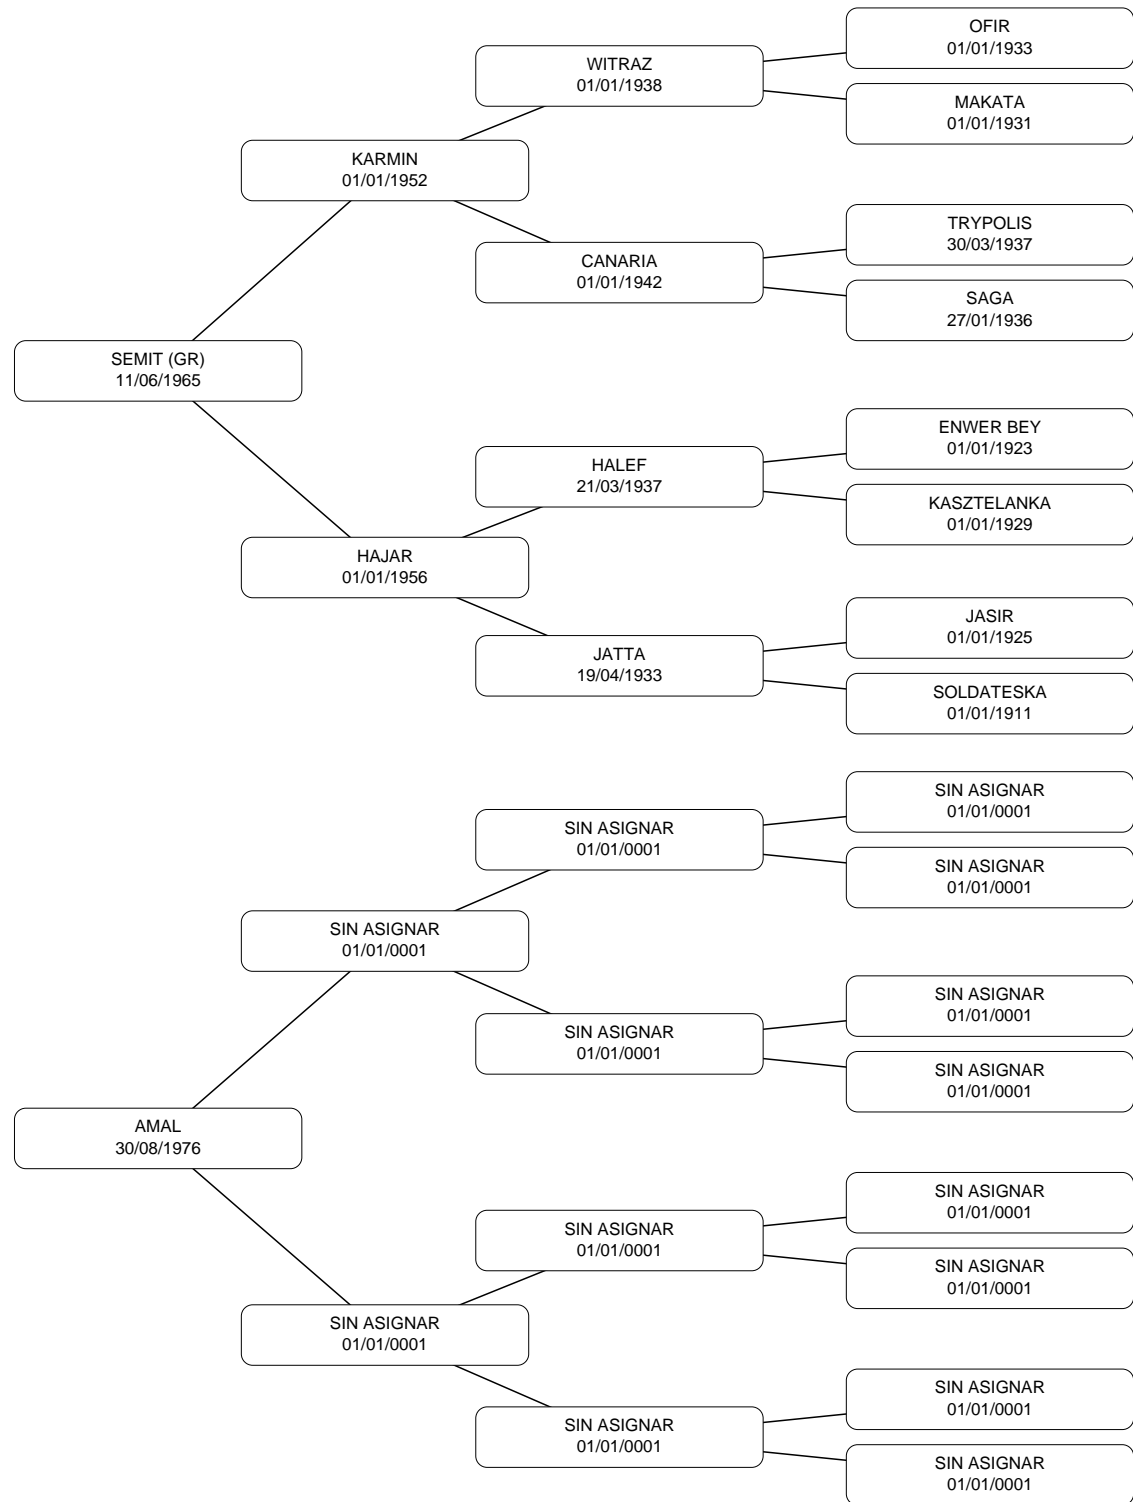 OFIR
01/01/1933
WITRAZ
01/01/1938
MAKATA
01/01/1931
KARMIN
01/01/1952
TRYPOLIS
30/03/1937
CANARIA
01/01/1942
SAGA
27/01/1936
SEMIT (GR)
11/06/1965
ENWER BEY
01/01/1923
HALEF
21/03/1937
KASZTELANKA
01/01/1929
HAJAR
01/01/1956
JASIR
01/01/1925
JATTA
19/04/1933
SOLDATESKA
01/01/1911
SIN ASIGNAR
01/01/0001
SIN ASIGNAR
01/01/0001
SIN ASIGNAR
01/01/0001
SIN ASIGNAR
01/01/0001
SIN ASIGNAR
01/01/0001
SIN ASIGNAR
01/01/0001
SIN ASIGNAR
01/01/0001
AMAL
30/08/1976
SIN ASIGNAR
01/01/0001
SIN ASIGNAR
01/01/0001
SIN ASIGNAR
01/01/0001
SIN ASIGNAR
01/01/0001
SIN ASIGNAR
01/01/0001
SIN ASIGNAR
01/01/0001
SIN ASIGNAR
01/01/0001